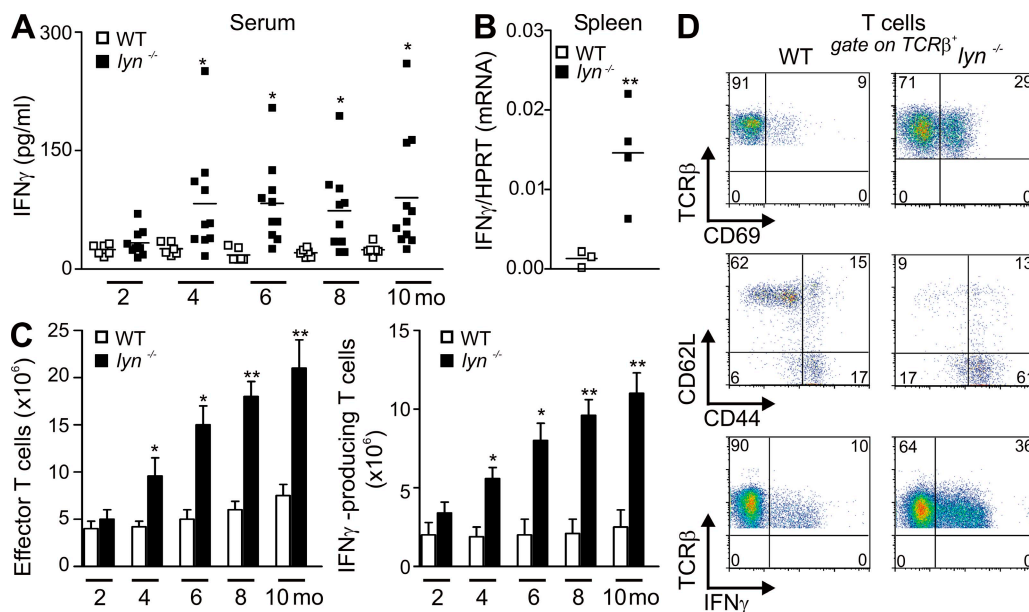 A
Serum
WT
lyn -/-
IFNγ (pg/ml)
300
150
0
*
*
*
*
2
4
6
8
10 mo
B
Spleen
WT
lyn -/-
IFNγ/HPRT (mRNA)
0.03
0.02
0.01
0.00
**
C
WT
lyn -/-
Effector T cells (x10⁶)
25
20
15
10
5
0
*
*
**
**
2
4
6
8
10 mo
WT
lyn -/-
IFNγ -producing T cells
(x10⁶)
15
10
5
0
*
*
**
**
2
4
6
8
10 mo
D
T cells
gate on TCRβ⁺
WT
lyn -/-
91
9
0
0
71
29
0
0
TCRβ
CD69
62
15
6
17
9
13
17
61
CD62L
CD44
90
10
0
0
64
36
0
0
TCRβ
IFNγ